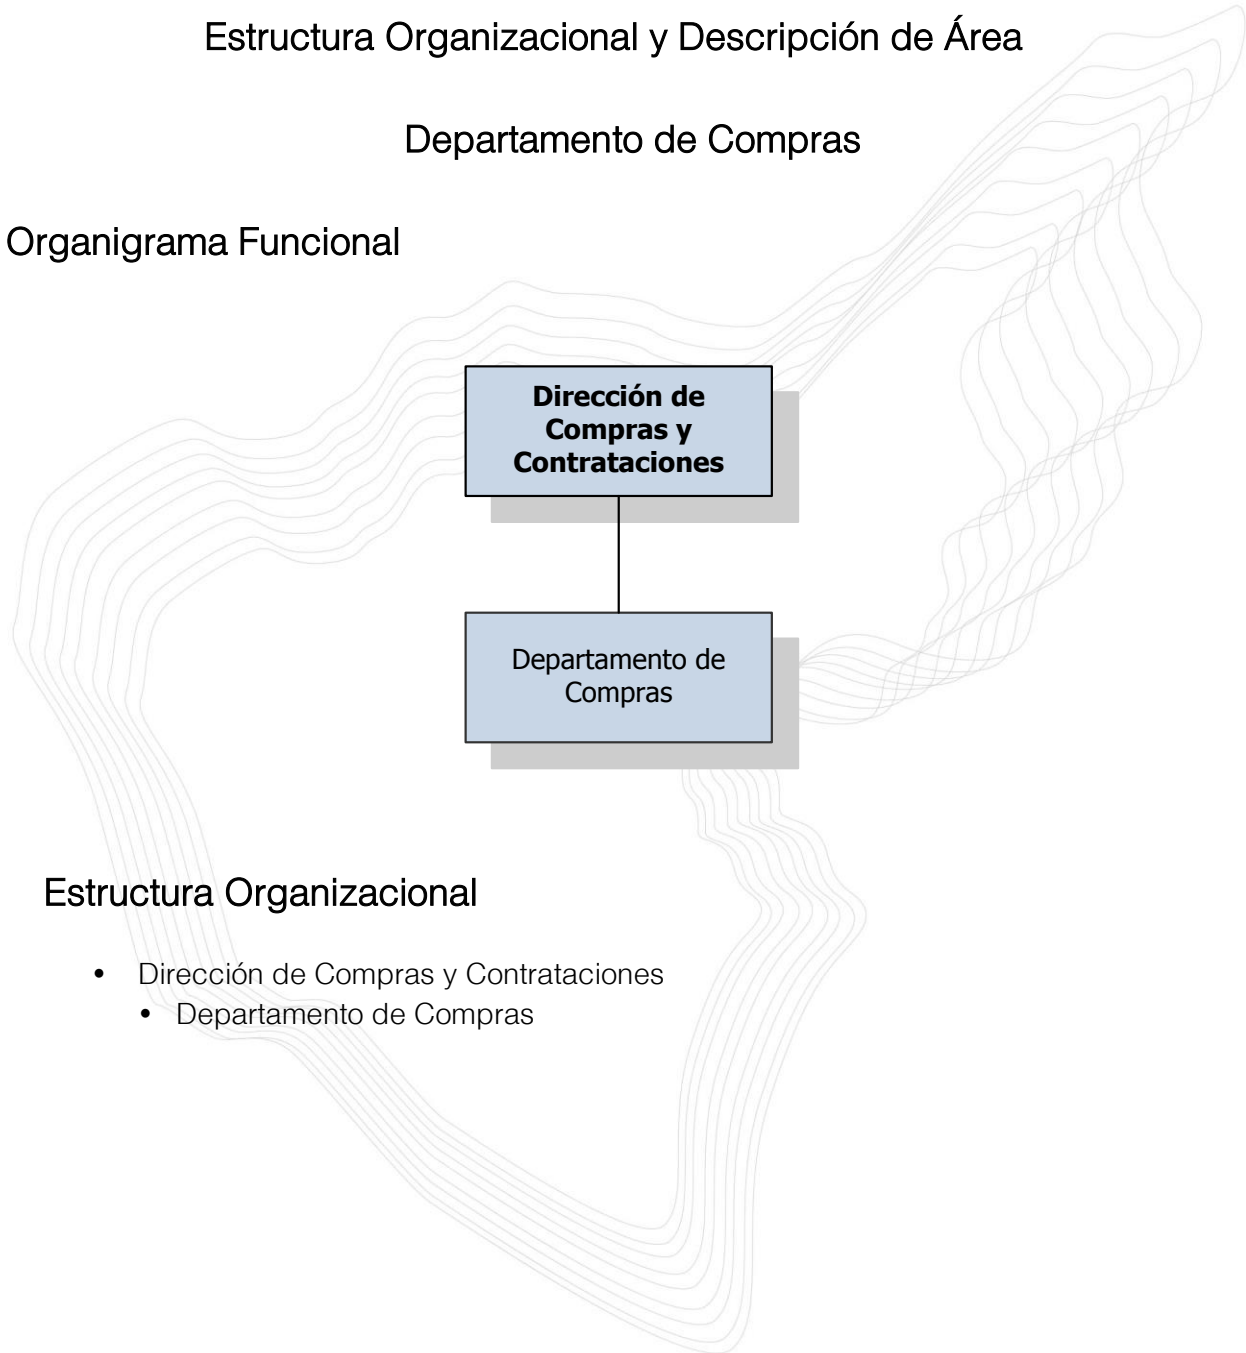 Estructura Organizacional y Descripción de Área
Departamento de Compras
Organigrama Funcional
Dirección de
Compras y
Contrataciones
Departamento de
Compras
Estructura Organizacional
• Dirección de Compras y Contrataciones
• Departamento de Compras